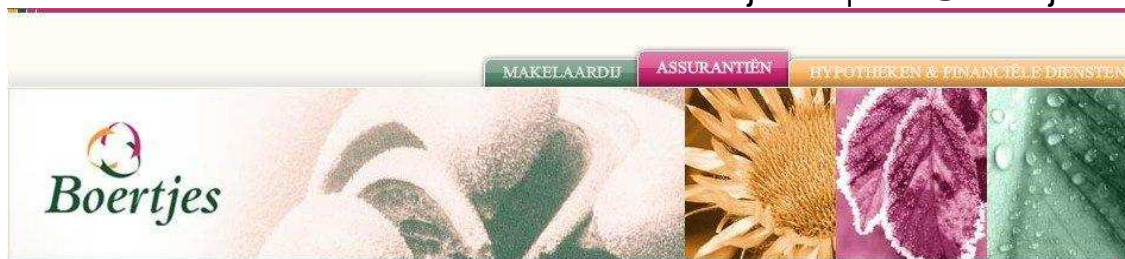 MAKELAARDIJ ASSURANTIËN HYPOTHEKEN & FINANCIËLE DIENSTEN
Boertjes